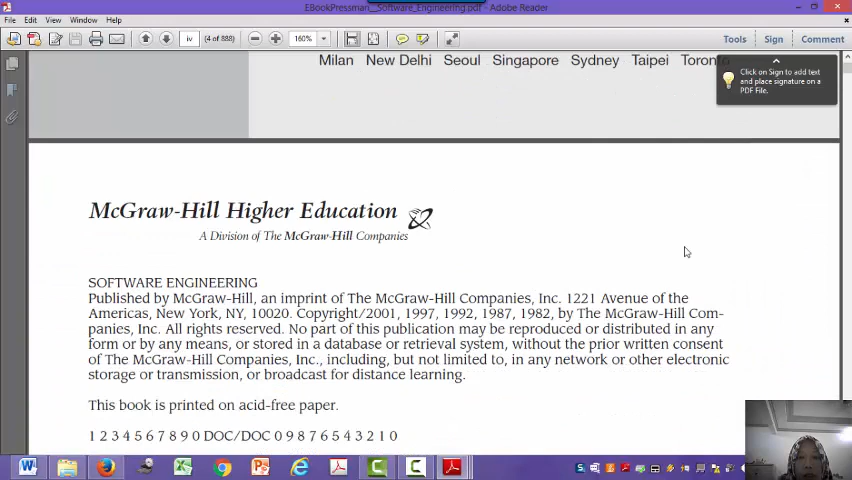 EBookPressman__Software_Engineering.pdf - Adobe Reader
File Edit View Window Help
iv (4 of 888) 160% Tools Sign Comment
Milan New Delhi Seoul Singapore Sydney Taipei Toronto
Click on Sign to add text
and place signature on a
PDF File.
McGraw-Hill Higher Education
A Division of The McGraw-Hill Companies
SOFTWARE ENGINEERING
Published by McGraw-Hill, an imprint of The McGraw-Hill Companies, Inc. 1221 Avenue of the
Americas, New York, NY, 10020. Copyright/2001, 1997, 1992, 1987, 1982, by The McGraw-Hill Com-
panies, Inc. All rights reserved. No part of this publication may be reproduced or distributed in any
form or by any means, or stored in a database or retrieval system, without the prior written consent
of The McGraw-Hill Companies, Inc., including, but not limited to, in any network or other electronic
storage or transmission, or broadcast for distance learning.
This book is printed on acid-free paper.
1 2 3 4 5 6 7 8 9 0 DOC/DOC 0 9 8 7 6 5 4 3 2 1 0